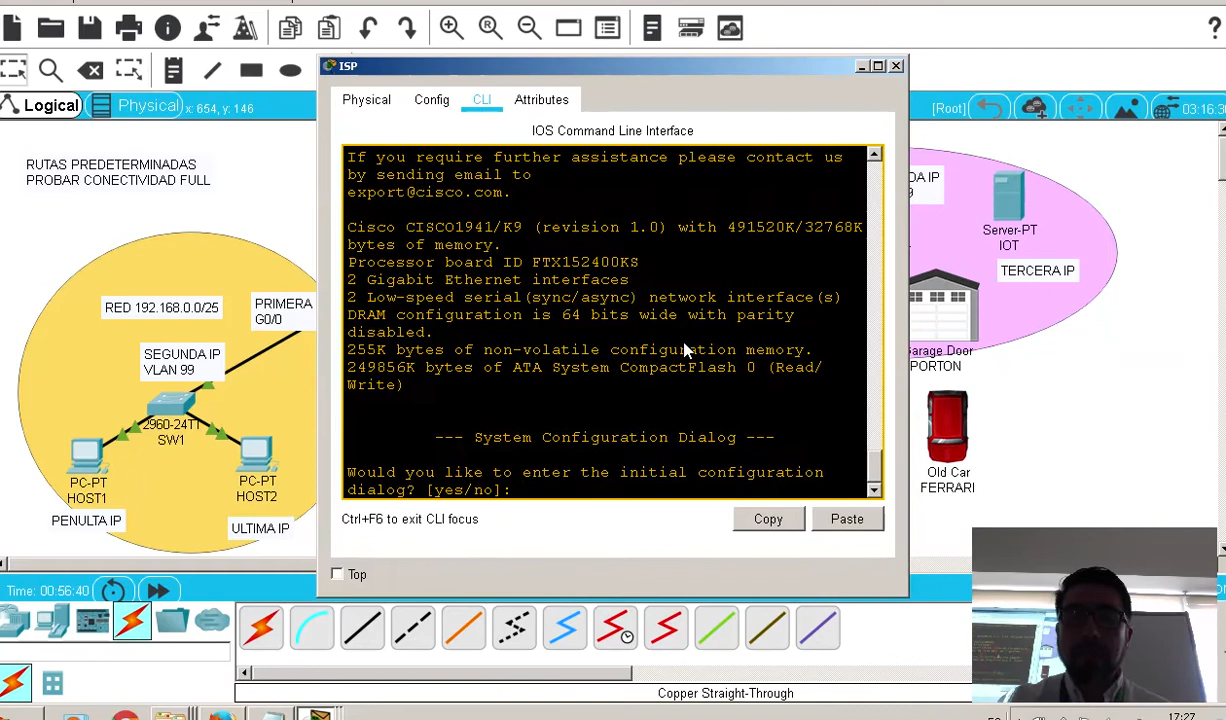 ?
ISP
Logical
Physical
x: 654, y: 146
[Root]
03:16:3
Physical
Config
CLI
Attributes
IOS Command Line Interface
If you require further assistance please contact us
by sending email to
export@cisco.com.
Cisco CISCO1941/K9 (revision 1.0) with 491520K/32768K
bytes of memory.
Processor board ID FTX152400KS
2 Gigabit Ethernet interfaces
2 Low-speed serial(sync/async) network interface(s)
DRAM configuration is 64 bits wide with parity
disabled.
255K bytes of non-volatile configuration memory.
249856K bytes of ATA System CompactFlash 0 (Read/
Write)
--- System Configuration Dialog ---
Would you like to enter the initial configuration
dialog? [yes/no]:
Ctrl+F6 to exit CLI focus
Copy
Paste
Top
RUTAS PREDETERMINADAS
PROBAR CONECTIVIDAD FULL
RED 192.168.0.0/25
PRIMERA
G0/0
SEGUNDA IP
VLAN 99
2960-24TT
SW1
PC-PT
HOST1
PC-PT
HOST2
PENULTA IP
ULTIMA IP
DA IP
Server-PT
IOT
TERCERA IP
Garage Door
PORTON
Old Car
FERRARI
Time: 00:56:40
Copper Straight-Through
17:27